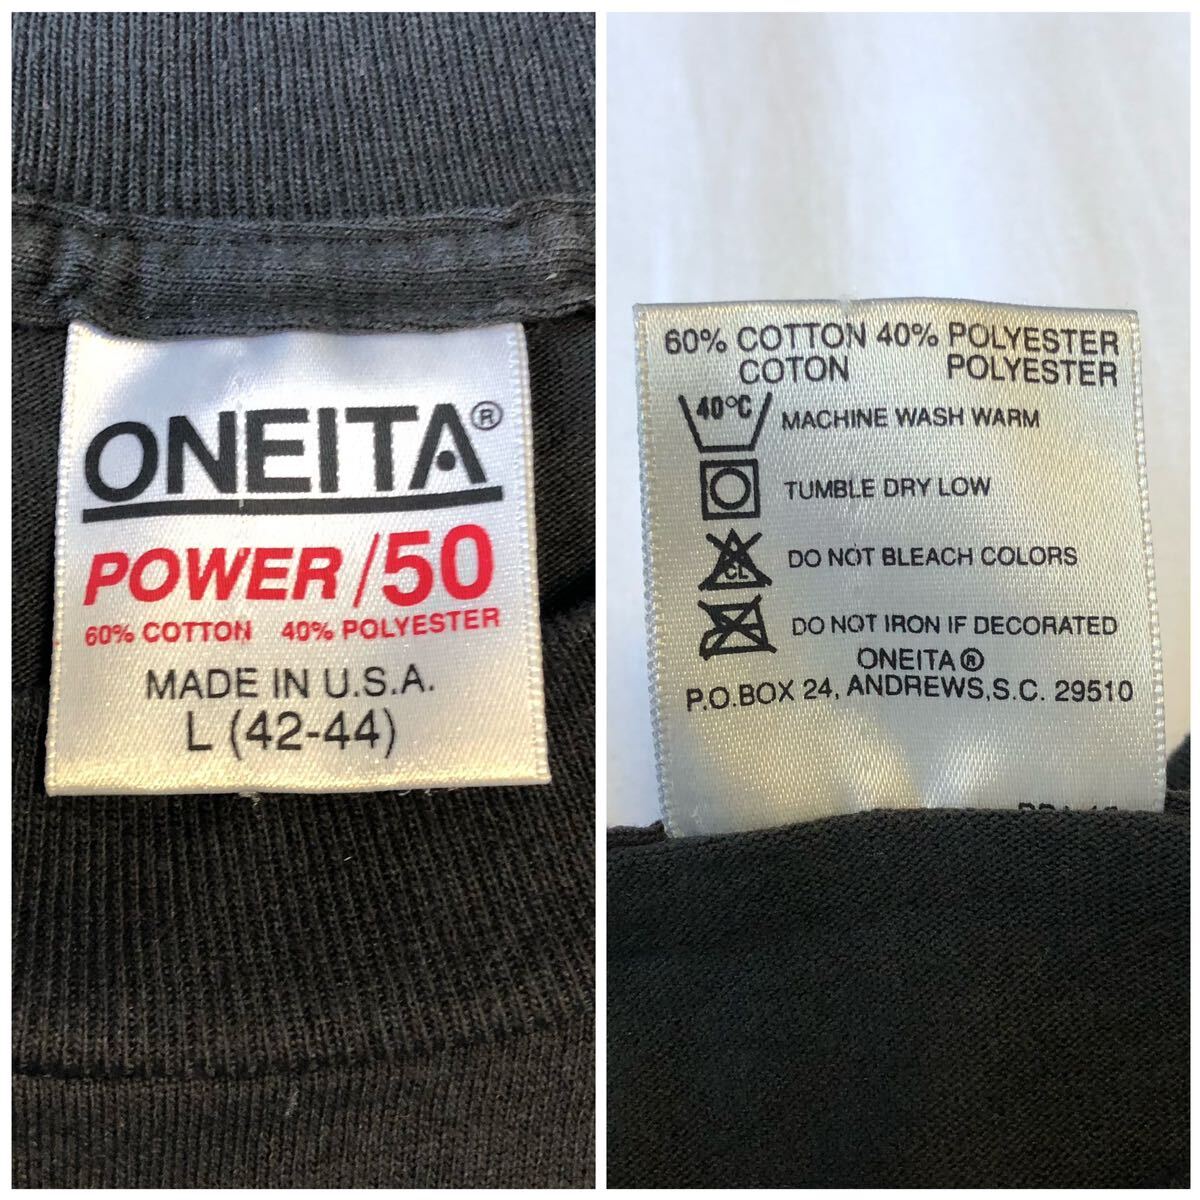 ONEITA®
POWER/50
60% COTTON 40% POLYESTER
MADE IN U.S.A.
L (42-44)
60% COTTON 40% POLYESTER
COTON POLYESTER
40°C MACHINE WASH WARM
TUMBLE DRY LOW
CL DO NOT BLEACH COLORS
DO NOT IRON IF DECORATED
ONEITA®
P.O.BOX 24, ANDREWS,S.C. 29510